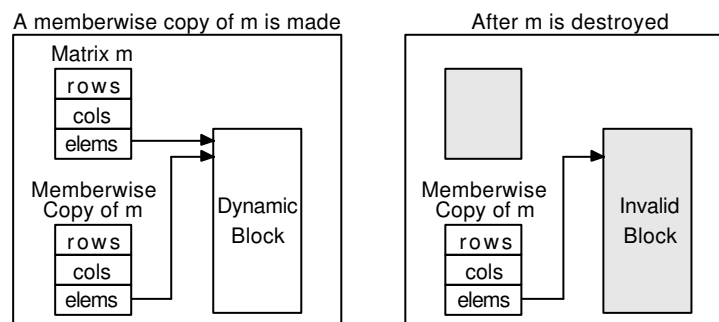 A memberwise copy of m is made
Matrix m
rows
cols
elems
Memberwise
Copy of m
rows
cols
elems
Dynamic
Block
After m is destroyed
Memberwise
Copy of m
rows
cols
elems
Invalid
Block